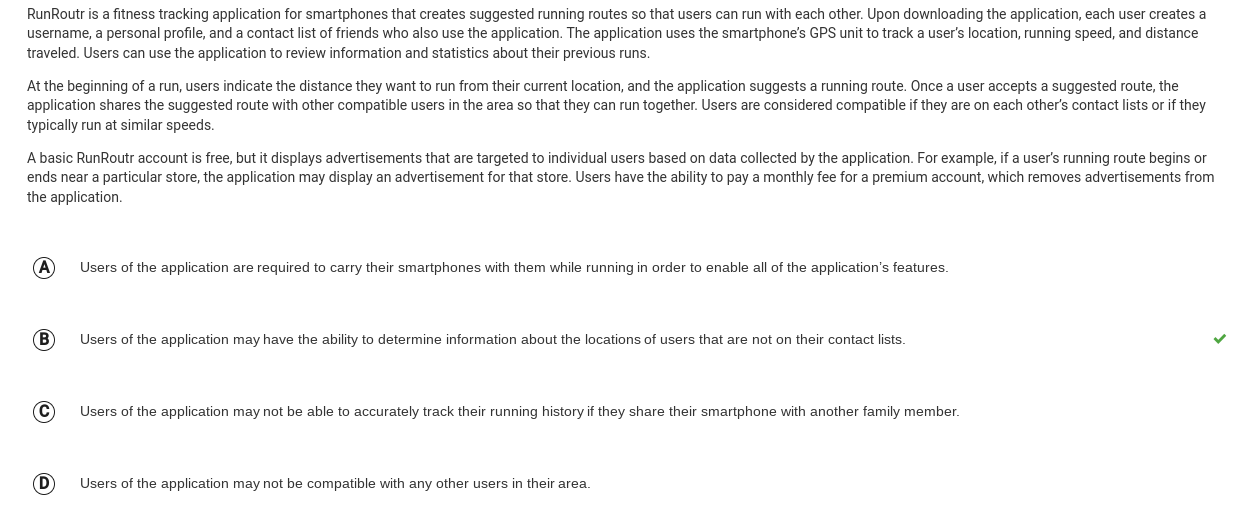 RunRoutr is a fitness tracking application for smartphones that creates suggested running routes so that users can run with each other. Upon downloading the application, each user creates a
username, a personal profile, and a contact list of friends who also use the application. The application uses the smartphone's GPS unit to track a user's location, running speed, and distance
traveled. Users can use the application to review information and statistics about their previous runs.
At the beginning of a run, users indicate the distance they want to run from their current location, and the application suggests a running route. Once a user accepts a suggested route, the
application shares the suggested route with other compatible users in the area so that they can run together. Users are considered compatible if they are on each other's contact lists or if they
typically run at similar speeds.
A basic RunRoutr account is free, but it displays advertisements that are targeted to individual users based on data collected by the application. For example, if a user's running route begins or
ends near a particular store, the application may display an advertisement for that store. Users have the ability to pay a monthly fee for a premium account, which removes advertisements from
the application.
A Users of the application are required to carry their smartphones with them while running in order to enable all of the application's features.
B Users of the application may have the ability to determine information about the locations of users that are not on their contact lists.
C Users of the application may not be able to accurately track their running history if they share their smartphone with another family member.
D Users of the application may not be compatible with any other users in their area.